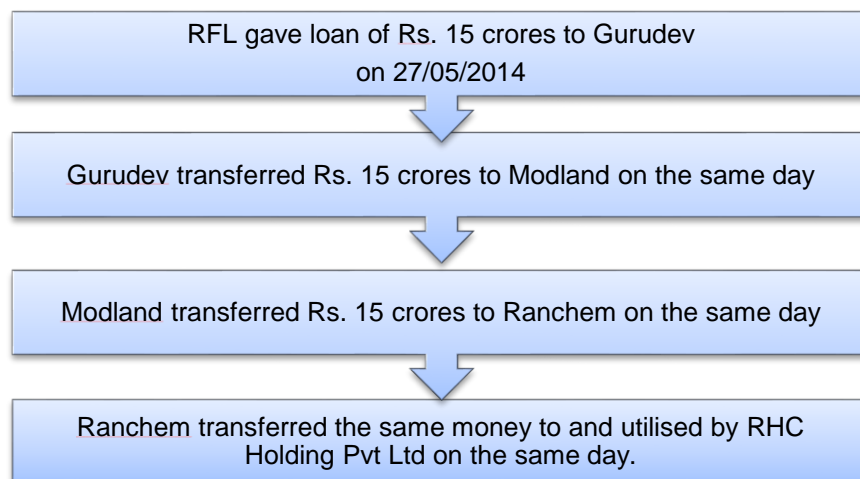 RFL gave loan of Rs. 15 crores to Gurudev
on 27/05/2014
Gurudev transferred Rs. 15 crores to Modland on the same day
Modland transferred Rs. 15 crores to Ranchem on the same day
Ranchem transferred the same money to and utilised by RHC
Holding Pvt Ltd on the same day.